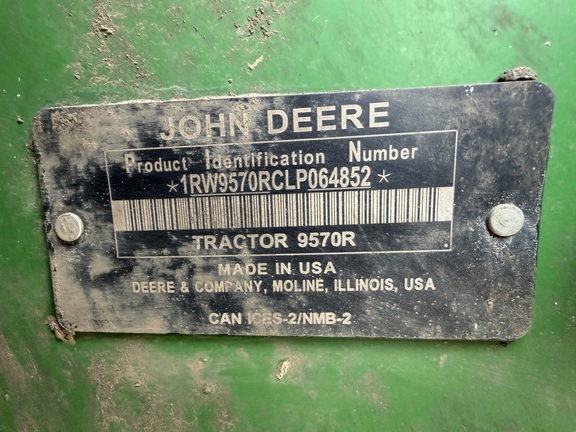 JOHN DEERE
Product Identification Number
*1RW9570RCLP064852*
TRACTOR 9570R
MADE IN USA
DEERE & COMPANY, MOLINE, ILLINOIS, USA
CAN ICES-2/NMB-2